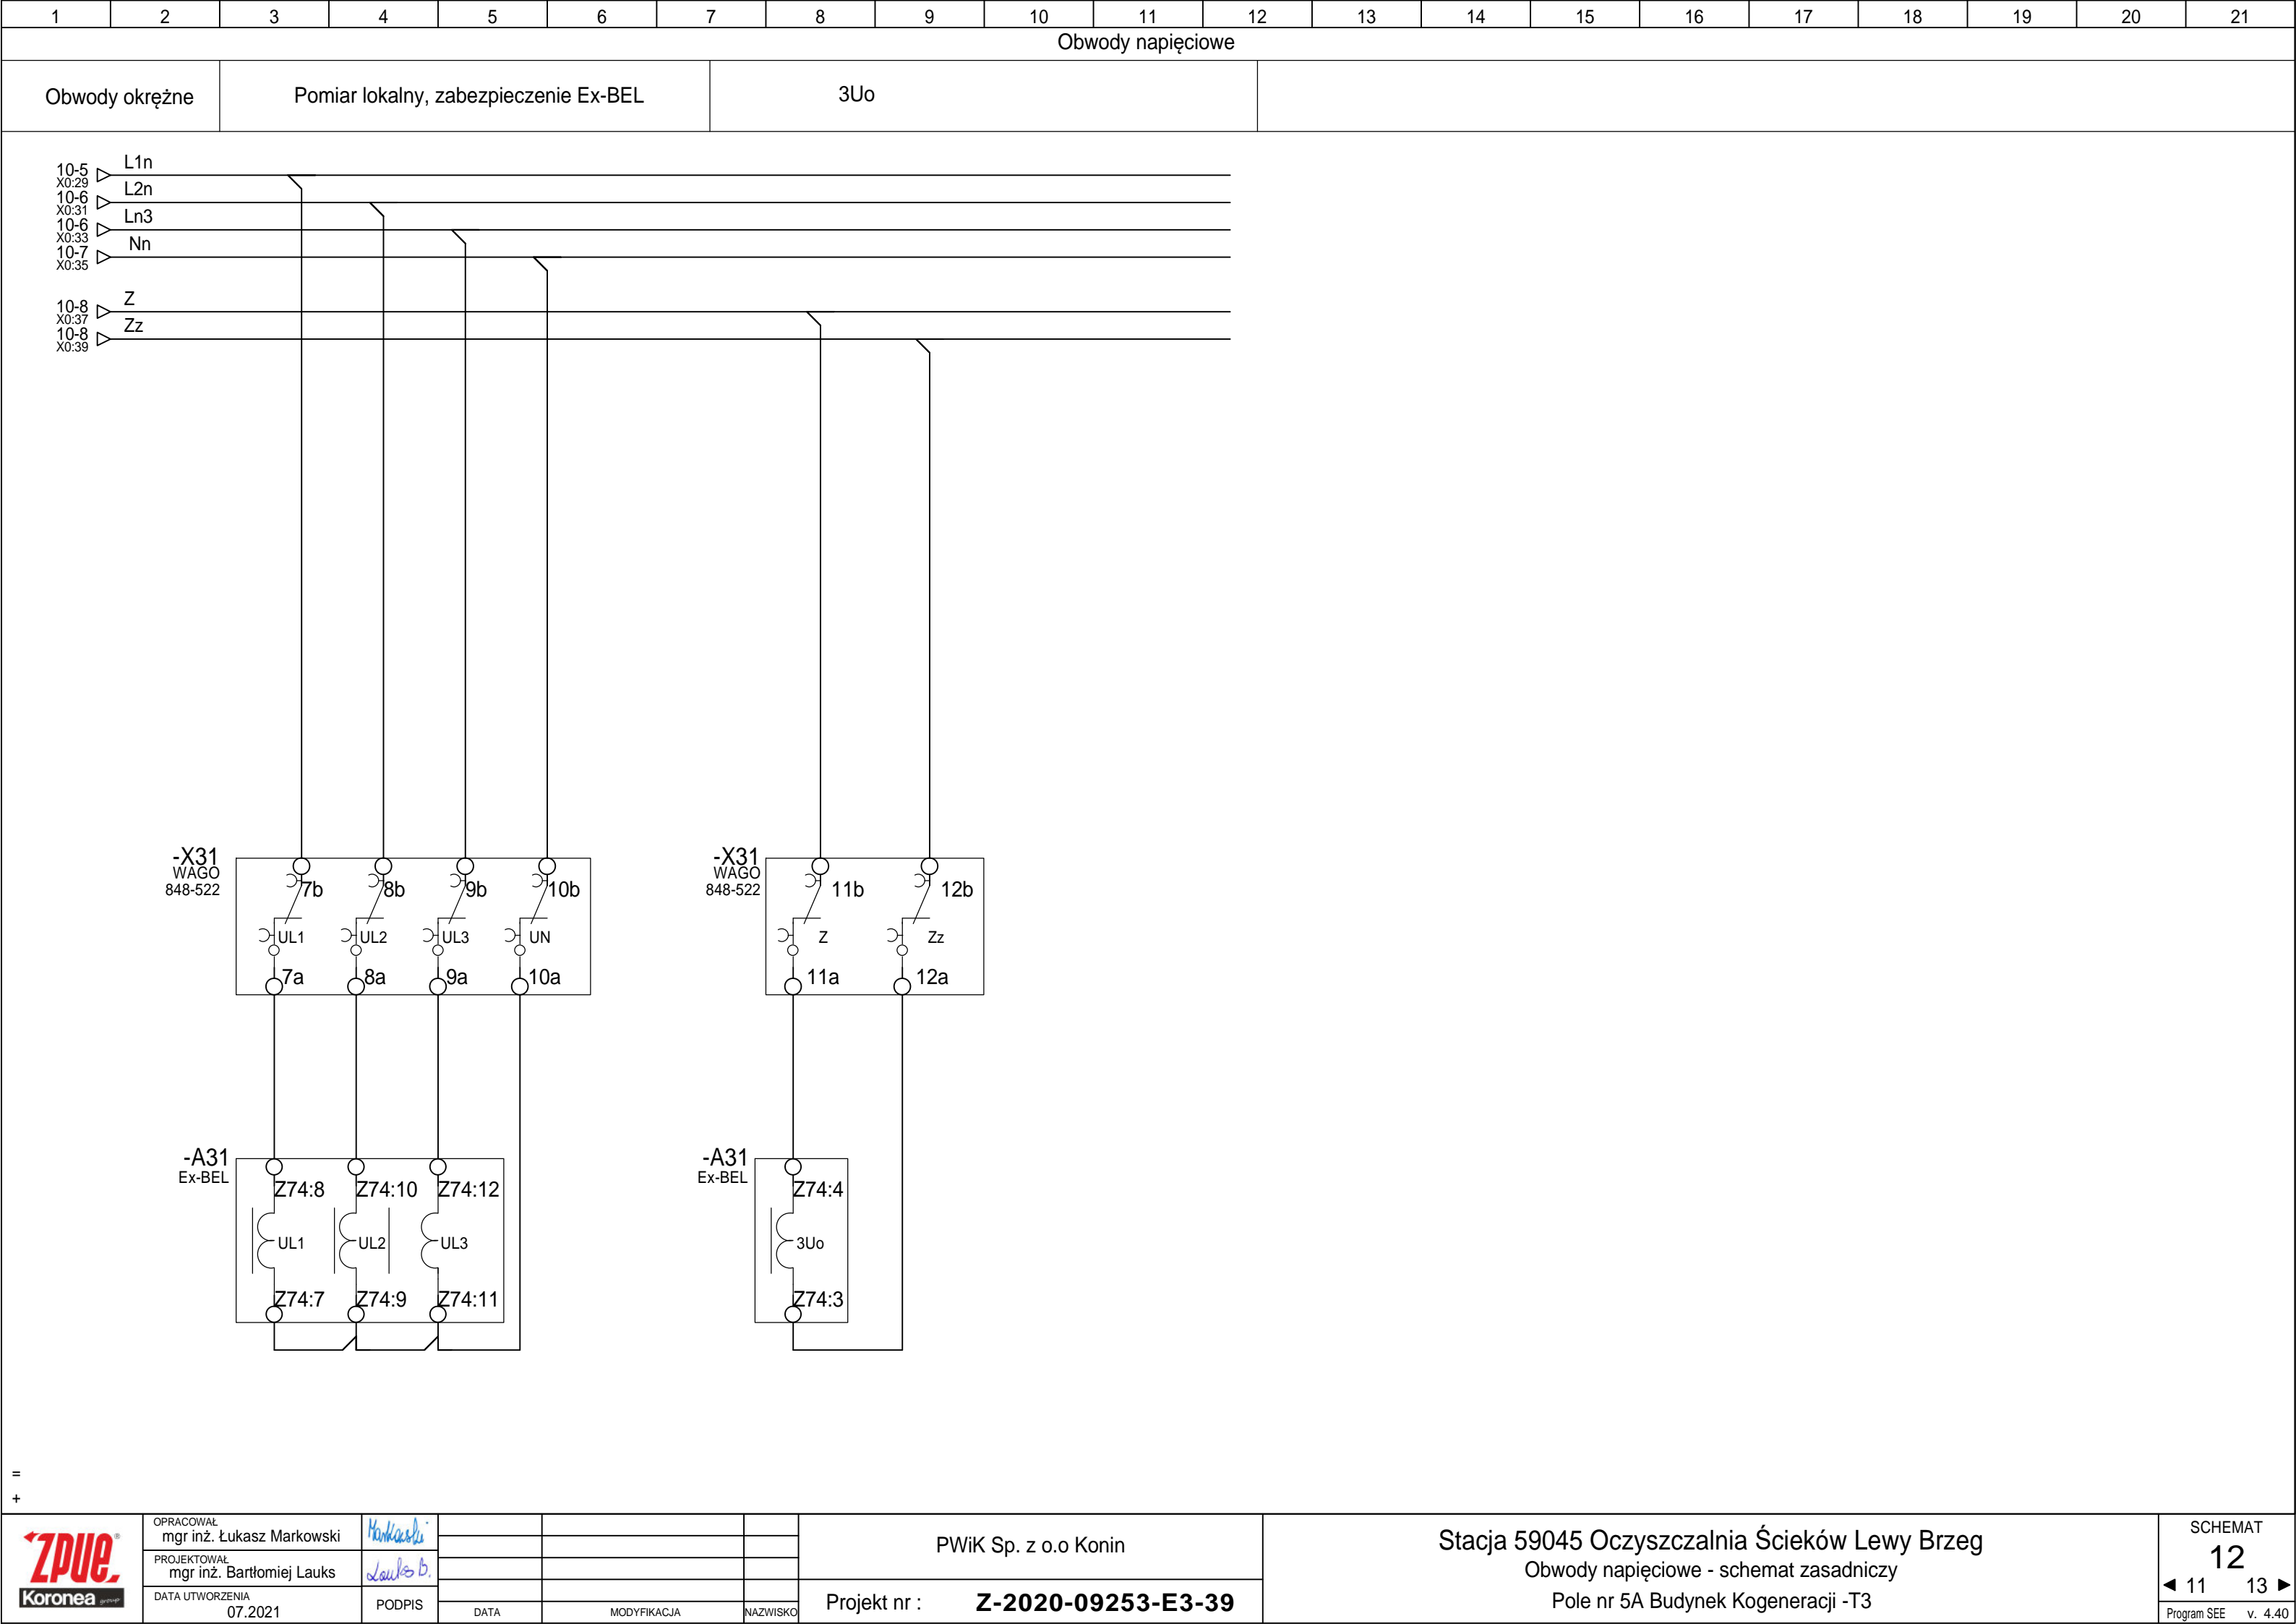 1 2 3 4 5 6 7 8 9 10 11 12 13 14 15 16 17 18 19 20 21
Obwody napięciowe
Obwody okrężne
Pomiar lokalny, zabezpieczenie Ex-BEL
3Uo
10-5 L1n
X0:29
10-6 L2n
X0:31
10-6 Ln3
X0:33
10-7 Nn
X0:35
10-8 Z
X0:37
10-8 Zz
X0:39
-X31
WAGO
848-522
7b 8b 9b 10b
UL1 UL2 UL3 UN
7a 8a 9a 10a
-X31
WAGO
848-522
11b 12b
Z Zz
11a 12a
-A31
Ex-BEL
Z74:8 Z74:10 Z74:12
UL1 UL2 UL3
Z74:7 Z74:9 Z74:11
-A31
Ex-BEL
Z74:4
3Uo
Z74:3
=
+
ZPUE®
Koronea group
OPRACOWAŁ
mgr inż. Łukasz Markowski
Markowski
PROJEKTOWAŁ
mgr inż. Bartłomiej Lauks
Lauks B.
DATA UTWORZENIA
07.2021
PODPIS
DATA
MODYFIKACJA
NAZWISKO
PWiK Sp. z o.o Konin
Projekt nr : Z-2020-09253-E3-39
Stacja 59045 Oczyszczalnia Ścieków Lewy Brzeg
Obwody napięciowe - schemat zasadniczy
Pole nr 5A Budynek Kogeneracji -T3
SCHEMAT
12
11 13
Program SEE v. 4.40